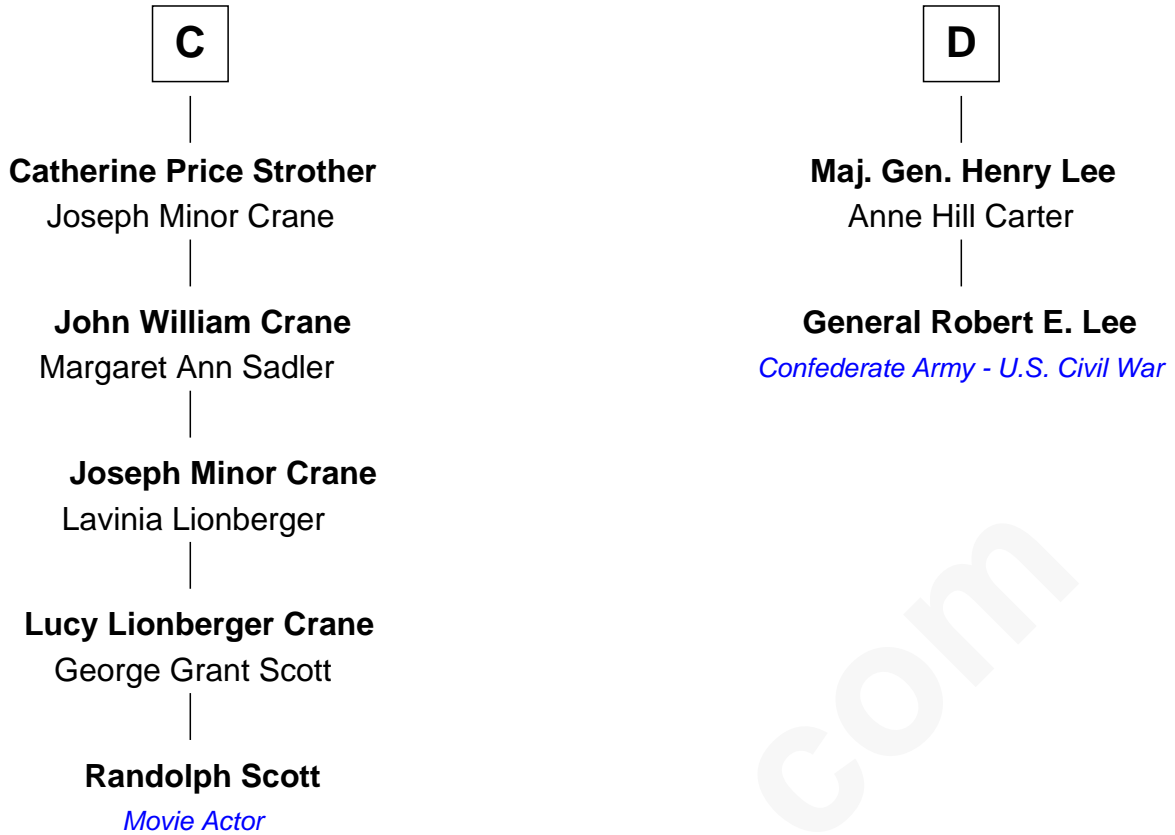 C
Catherine Price Strother
Joseph Minor Crane
John William Crane
Margaret Ann Sadler
Joseph Minor Crane
Lavinia Lionberger
Lucy Lionberger Crane
George Grant Scott
Randolph Scott
Movie Actor
D
Maj. Gen. Henry Lee
Anne Hill Carter
General Robert E. Lee
Confederate Army - U.S. Civil War
com